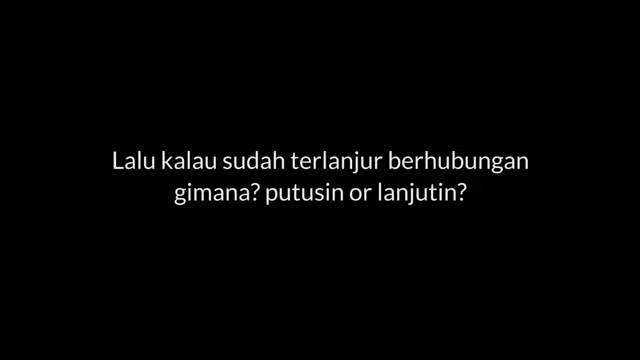 Lalu kalau sudah terlanjur berhubungan
gimana? putusin or lanjutin?